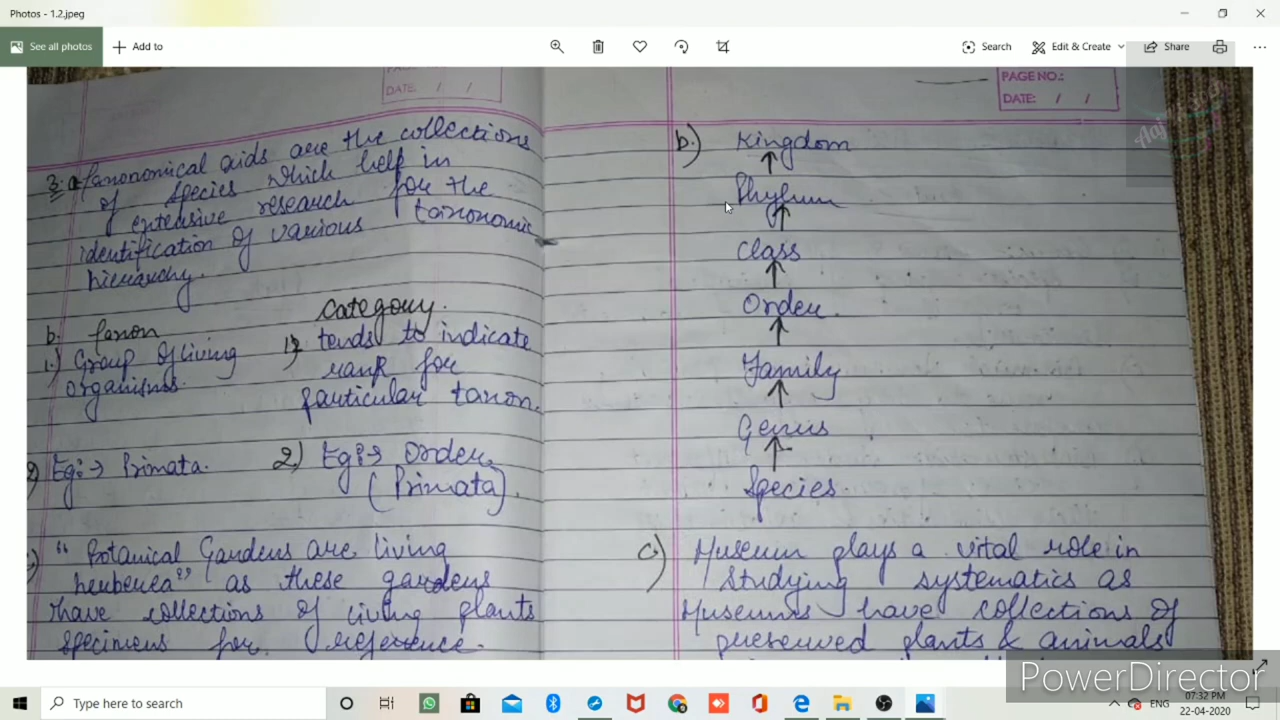 Photos - 1.2.jpeg
See all photos
Add to
Search
Edit & Create
Share
PAGE NO.:
DATE: / /
DATE: / /
3. a Taxonomical aids are the collections
of species which help in
extensive research for the
identification of various taxonomic
hierarchy.
b. Taxon
Category.
1.) Group of living
organisms.
1) tends to indicate
rank for
particular taxon.
2) Eg:→ Primata.
2) Eg:→ Order
(Primata).
c) "Botanical Gardens are living
herberea" as these gardens
have collections of living plants
specimens for reference.
b.) Kingdom
↑
Phylum
↑
Class
↑
Order.
↑
Family
↑
Genus
↑
Species.
c.) Museum plays a vital role in
studying systematics as
Museums have collections of
preserved plants & animals
PowerDirector
Type here to search
ENG
07:32 PM
22-04-2020